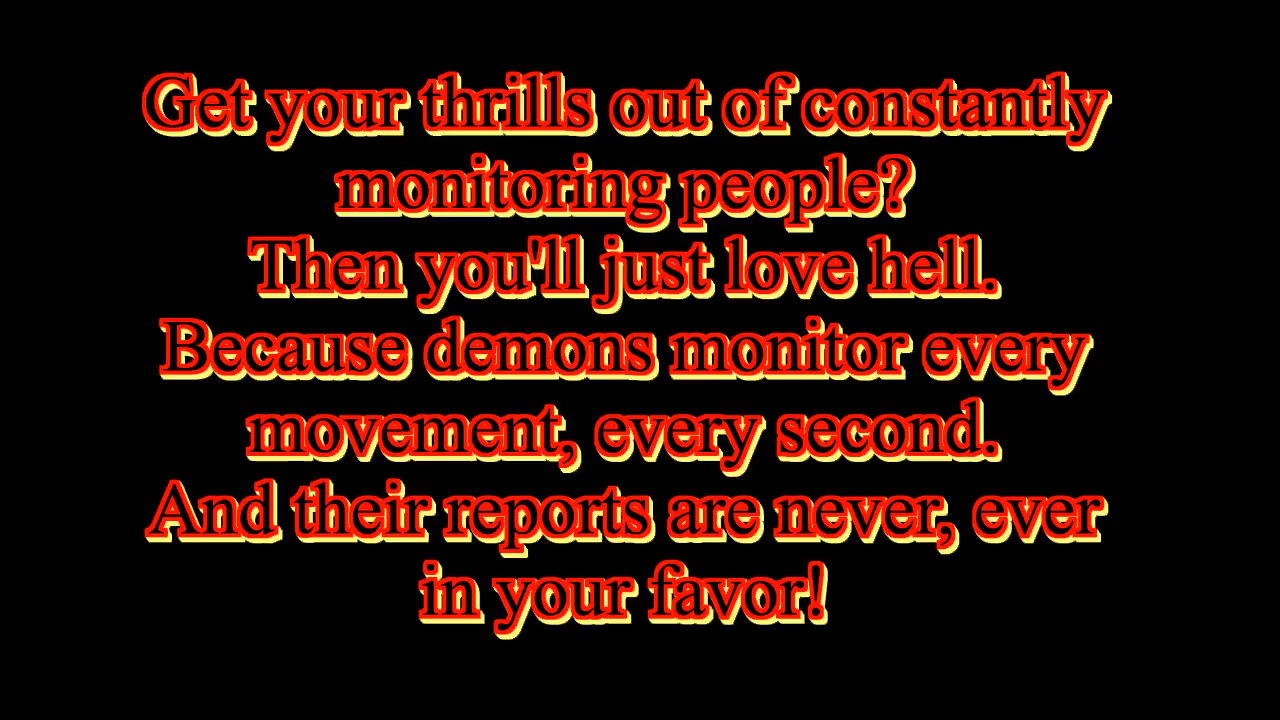 Get your thrills out of constantly
monitoring people?
Then you'll just love hell.
Because demons monitor every
movement, every second.
And their reports are never, ever
in your favor!